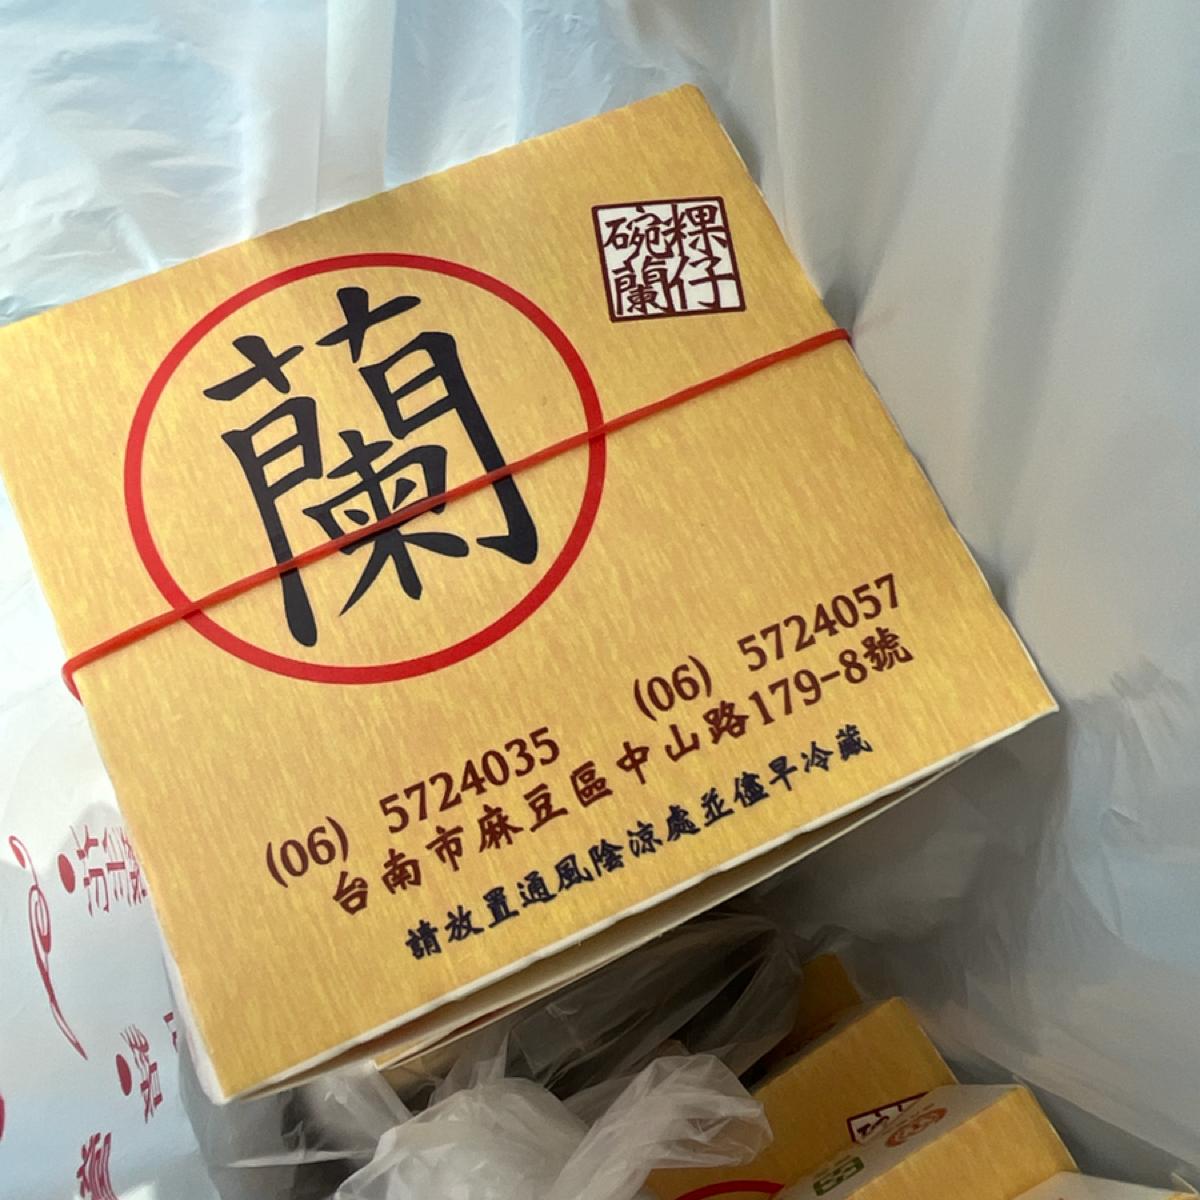 蘭
碗粿
蘭仔
(06) 5724035 (06) 5724057
台南市麻豆區中山路179-8號
請放置通風陰涼處並儘早冷藏